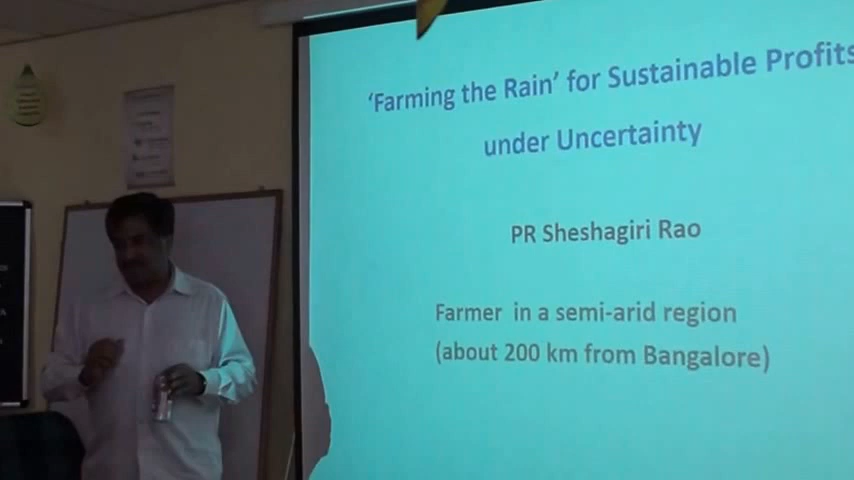 ‘Farming the Rain’ for Sustainable Profits
under Uncertainty
PR Sheshagiri Rao
Farmer in a semi-arid region
(about 200 km from Bangalore)